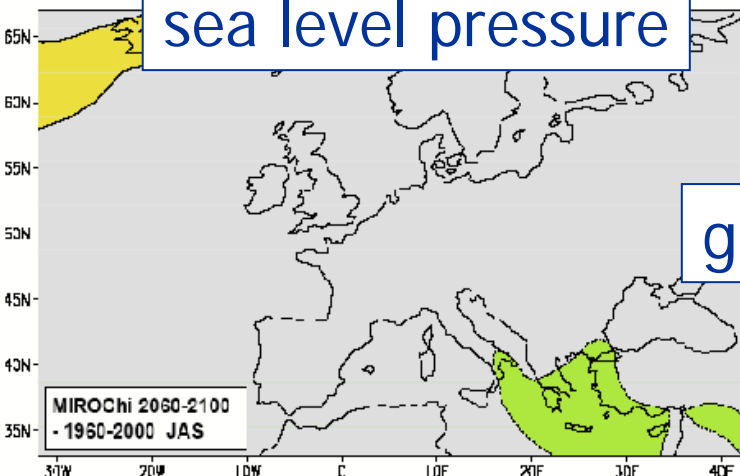 sea level pressure
65N
60N
55N
g
50N
45N
40N
MIROChi 2060-2100
- 1960-2000 JAS
35N
30W 20W 10W 0 10E 20E 30E 40E